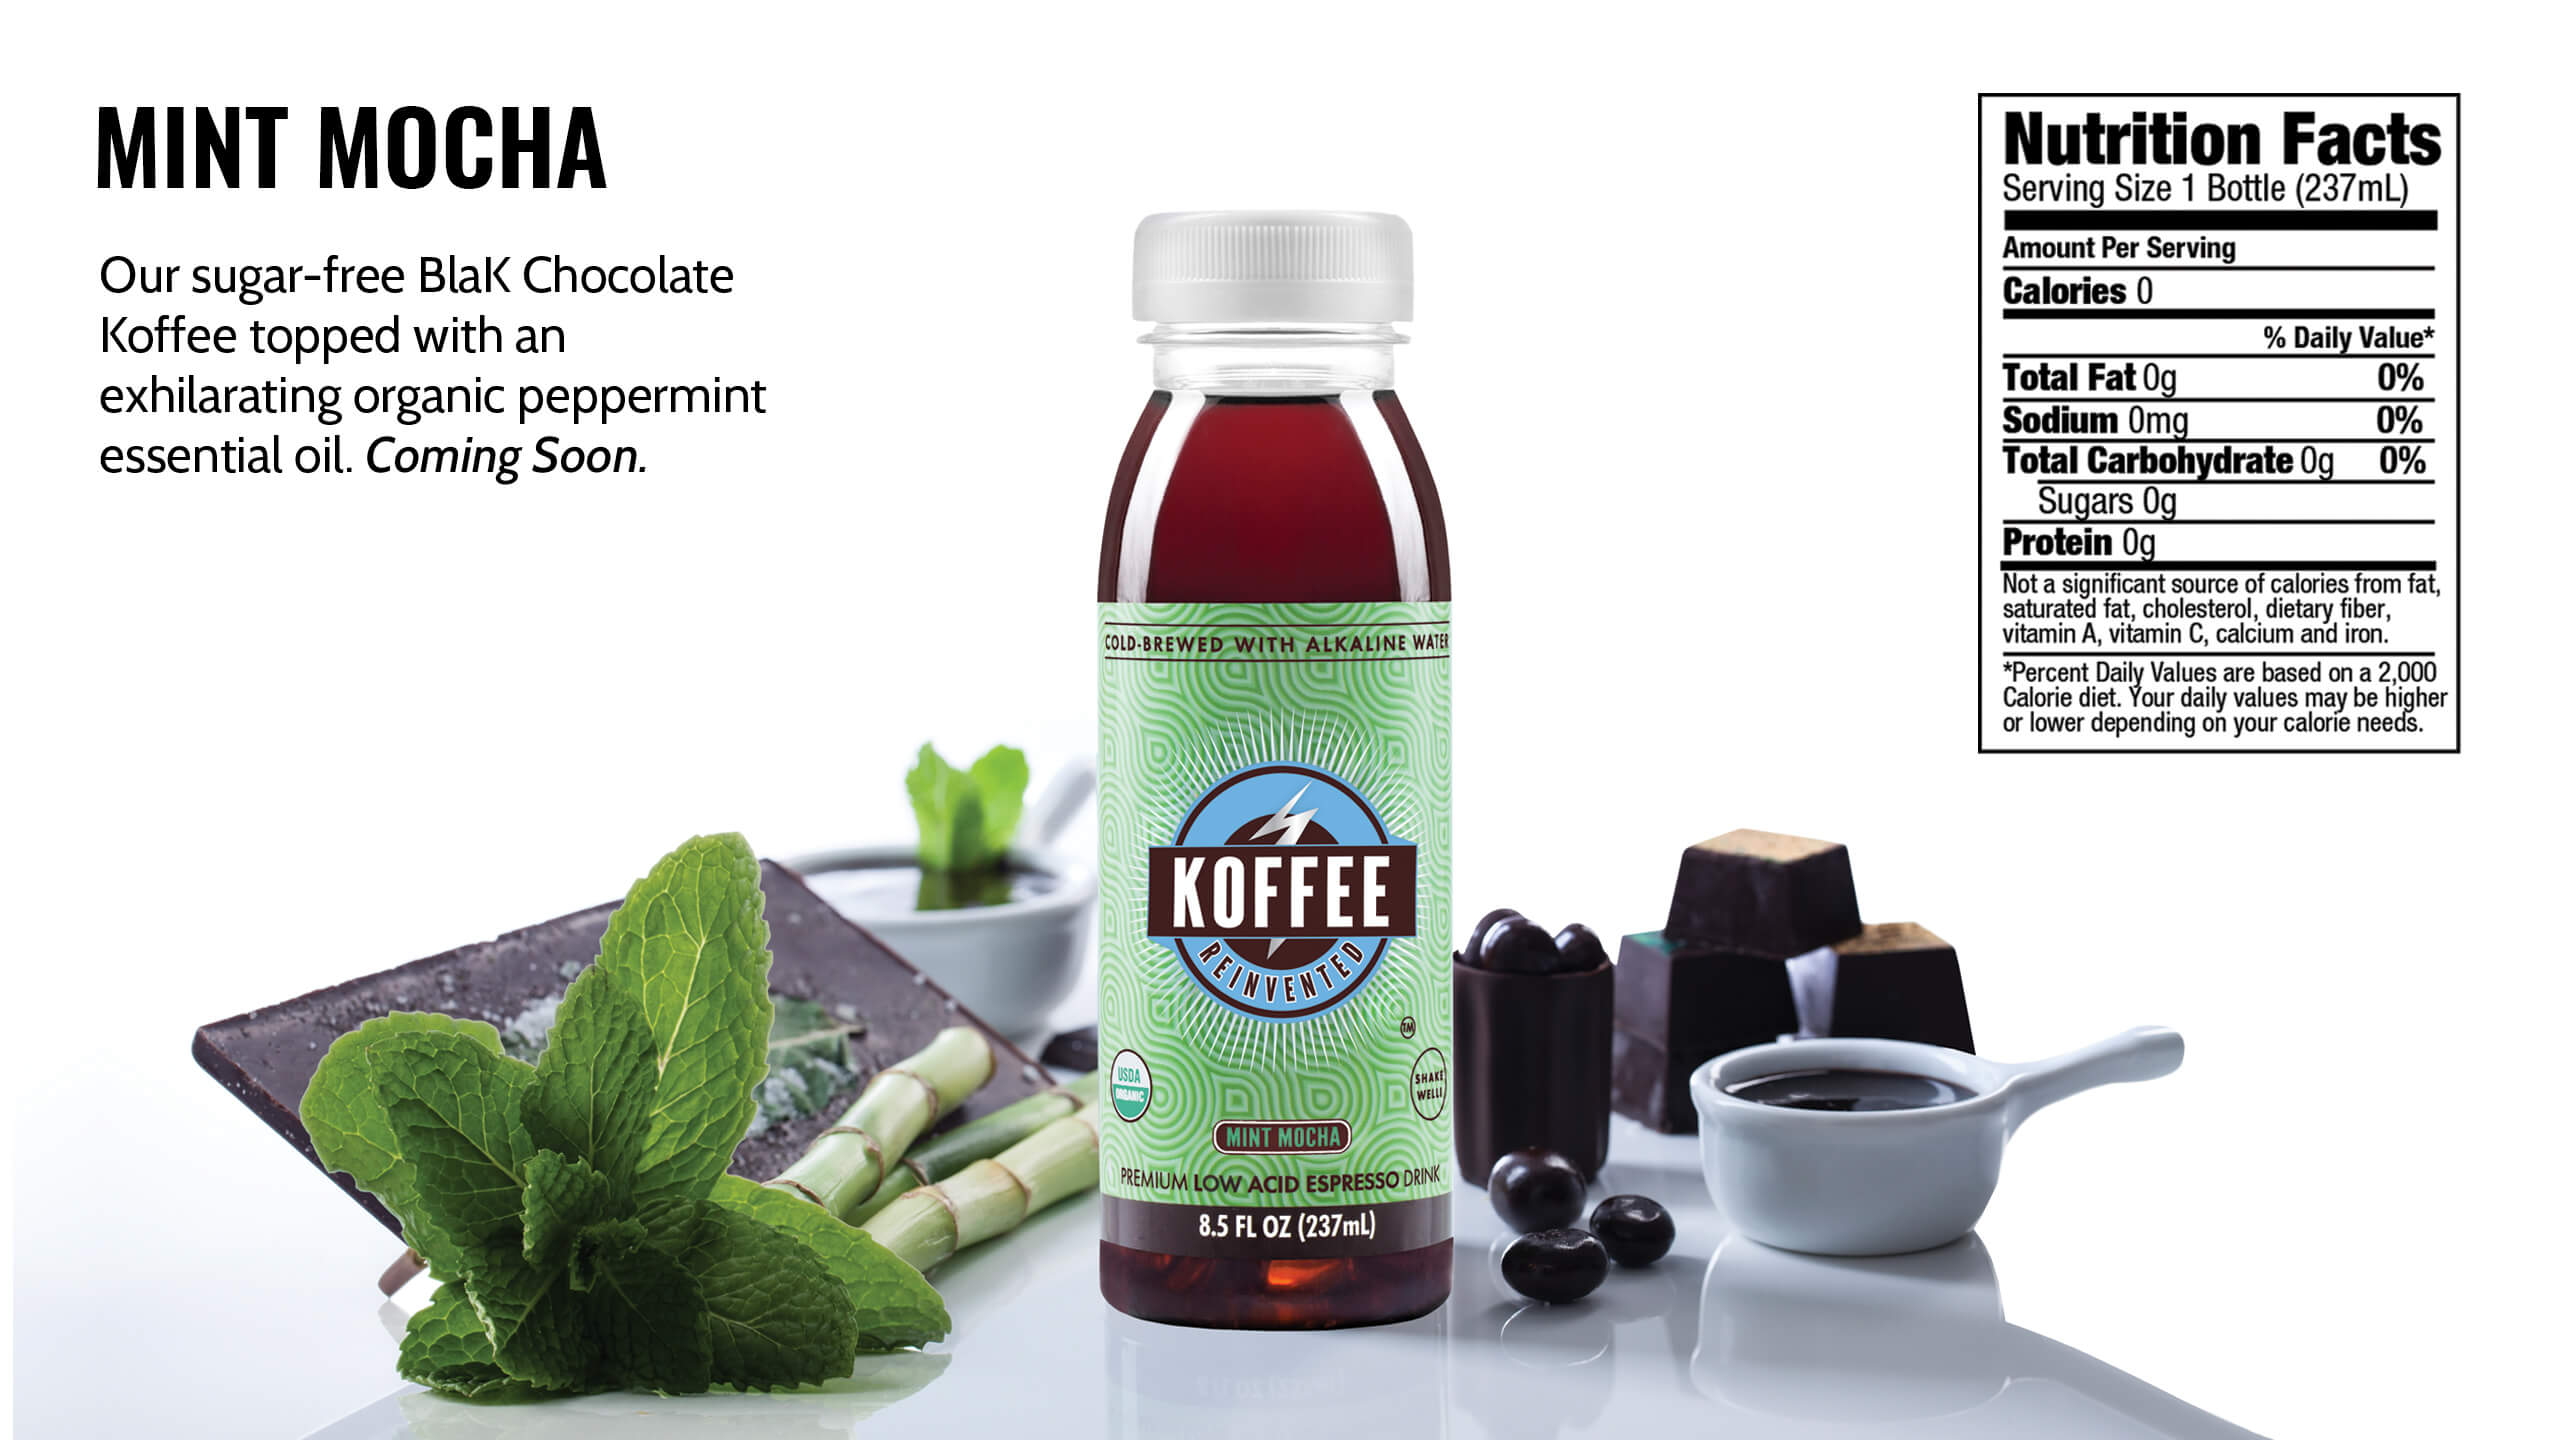 MINT MOCHA
Our sugar-free BlaK Chocolate
Koffee topped with an
exhilarating organic peppermint
essential oil. Coming Soon.
Nutrition Facts
Serving Size 1 Bottle (237mL)
Amount Per Serving
Calories 0
% Daily Value*
Total Fat 0g 0%
Sodium 0mg 0%
Total Carbohydrate 0g 0%
Sugars 0g
Protein 0g
Not a significant source of calories from fat,
saturated fat, cholesterol, dietary fiber,
vitamin A, vitamin C, calcium and iron.
*Percent Daily Values are based on a 2,000
Calorie diet. Your daily values may be higher
or lower depending on your calorie needs.
COLD-BREWED WITH ALKALINE WATER
KOFFEE
REINVENTED
TM
USDA
ORGANIC
SHAKE
WELL!
MINT MOCHA
PREMIUM LOW ACID ESPRESSO DRINK
8.5 FL OZ (237mL)